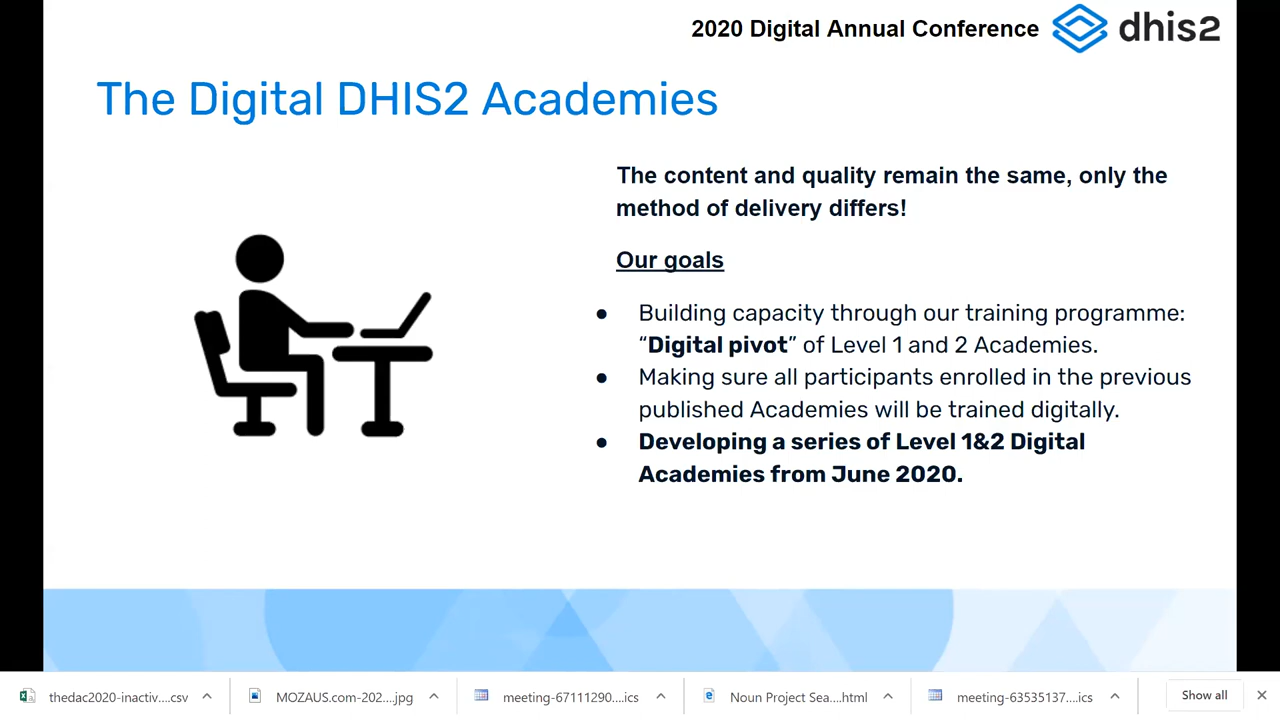 2020 Digital Annual Conference dhis2
The Digital DHIS2 Academies
The content and quality remain the same, only the
method of delivery differs!
Our goals
● Building capacity through our training programme:
“Digital pivot” of Level 1 and 2 Academies.
● Making sure all participants enrolled in the previous
published Academies will be trained digitally.
● Developing a series of Level 1&2 Digital
Academies from June 2020.
thedac2020-inactiv....csv MOZAUS.com-202....jpg meeting-67111290....ics Noun Project Sea....html meeting-63535137....ics Show all